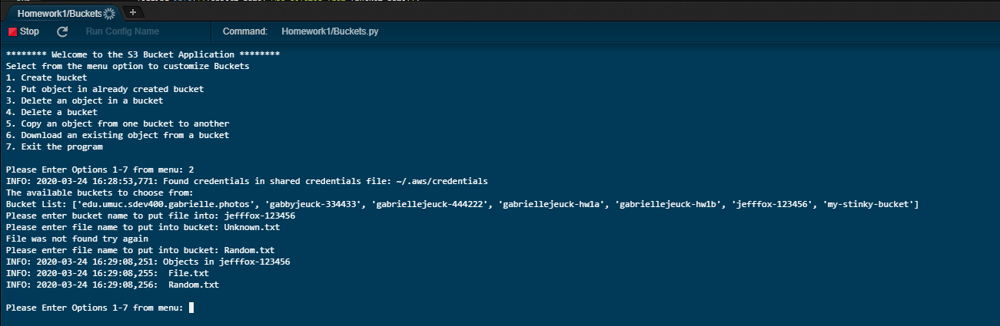 Homework1/Buckets
Stop Run Config Name Command: Homework1/Buckets.py
******** Welcome to the S3 Bucket Application ********
Select from the menu option to customize Buckets
1. Create bucket
2. Put object in already created bucket
3. Delete an object in a bucket
4. Delete a bucket
5. Copy an object from one bucket to another
6. Download an existing object from a bucket
7. Exit the program
Please Enter Options 1-7 from menu: 2
INFO: 2020-03-24 16:28:53,771: Found credentials in shared credentials file: ~/.aws/credentials
The available buckets to choose from:
Bucket List: ['edu.umuc.sdev400.gabrielle.photos', 'gabbyjeuck-334433', 'gabriellejeuck-444222', 'gabriellejeuck-hw1a', 'gabriellejeuck-hw1b', 'jefffox-123456', 'my-stinky-bucket']
Please enter bucket name to put file into: jefffox-123456
Please enter file name to put into bucket: Unknown.txt
File was not found try again
Please enter file name to put into bucket: Random.txt
INFO: 2020-03-24 16:29:08,251: Objects in jefffox-123456
INFO: 2020-03-24 16:29:08,255:  File.txt
INFO: 2020-03-24 16:29:08,256:  Random.txt
Please Enter Options 1-7 from menu: